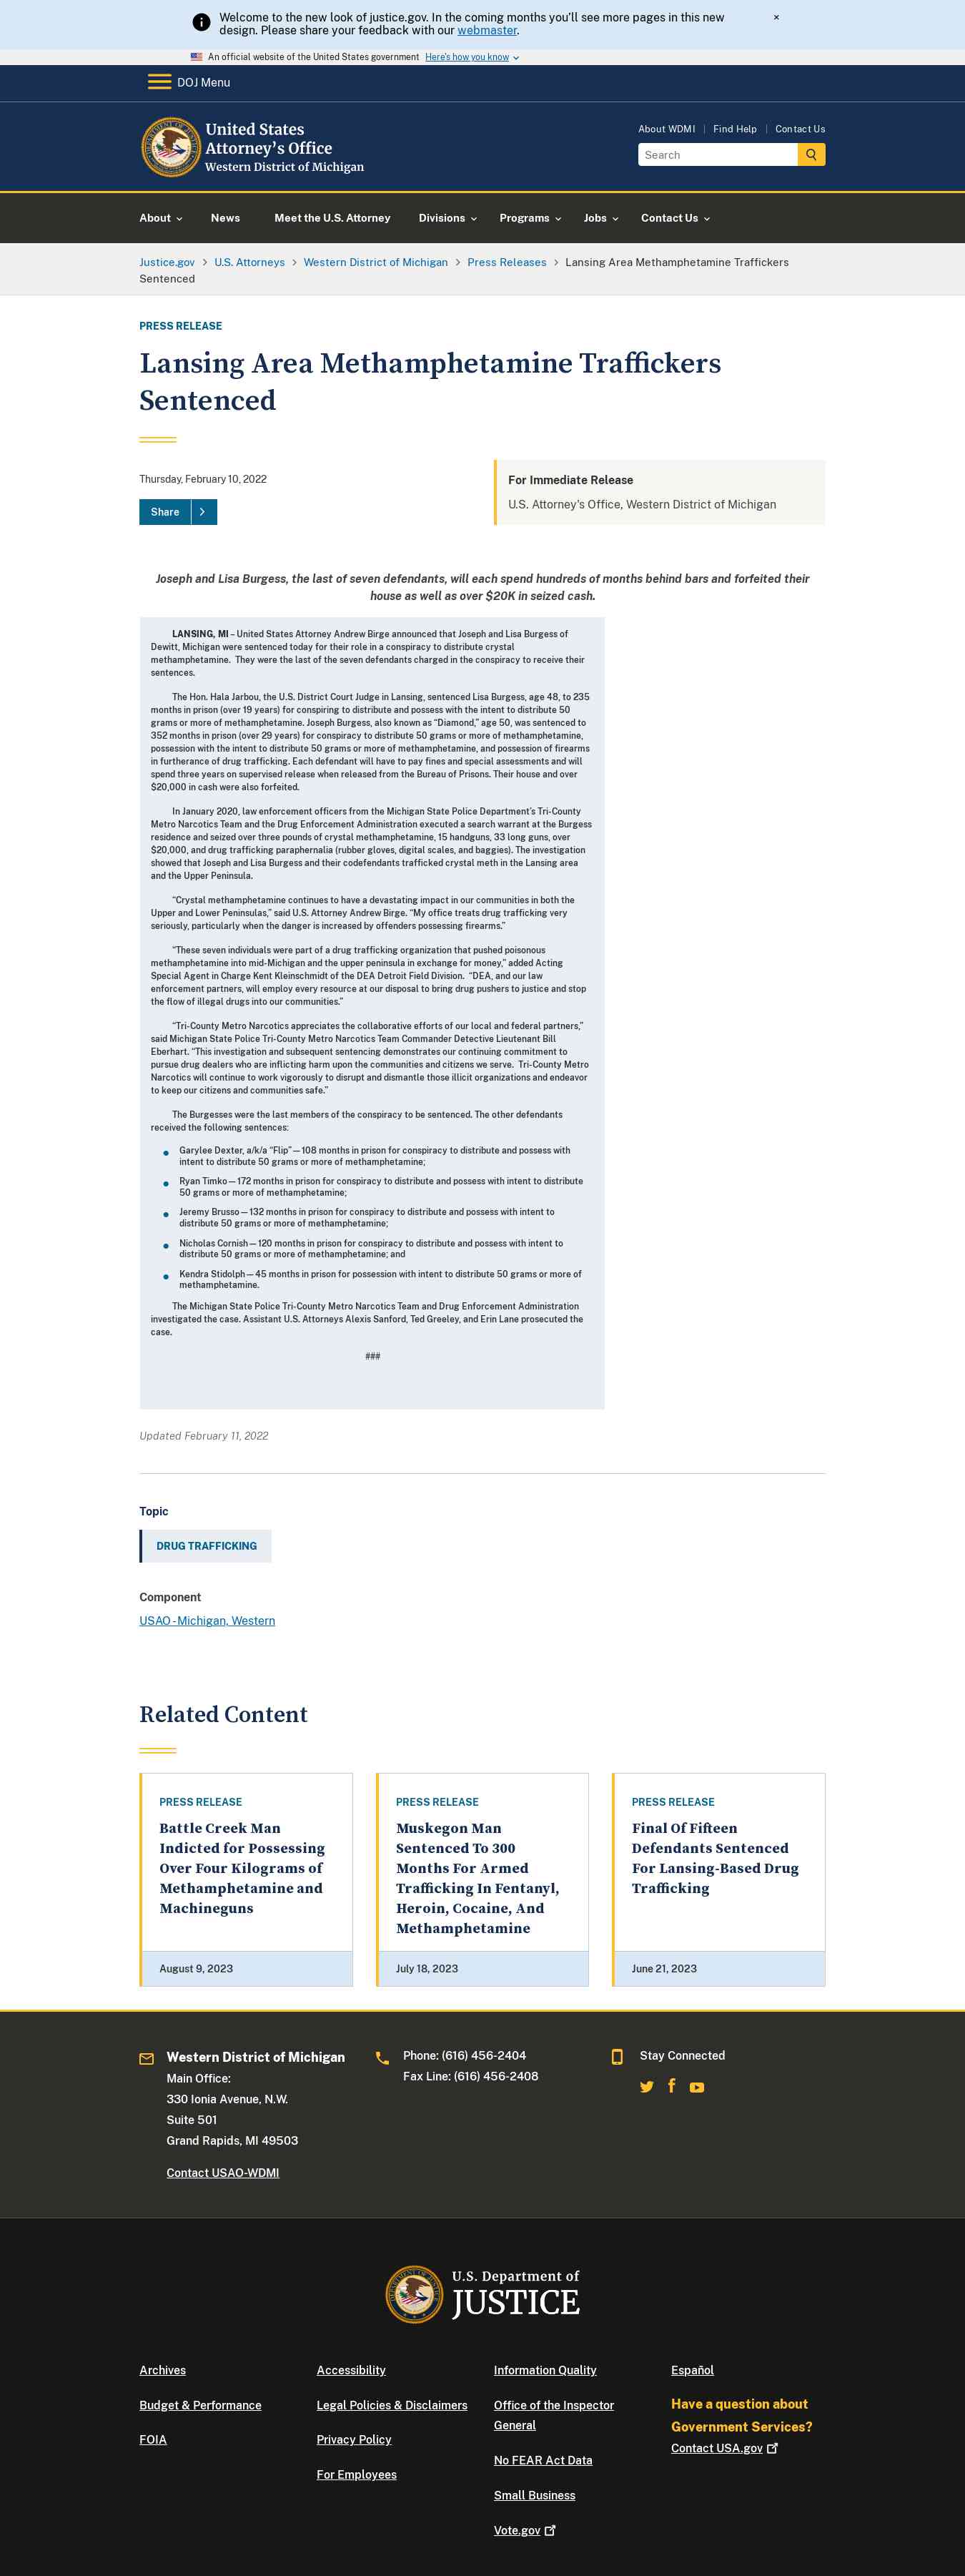 Welcome to the new look of justice.gov. In the coming months you'll see more pages in this new
design. Please share your feedback with our webmaster.
×
An official website of the United States government Here's how you know
DOJ Menu
United States
Attorney's Office
Western District of Michigan
About WDMI | Find Help | Contact Us
Search
About News Meet the U.S. Attorney Divisions Programs Jobs Contact Us
Justice.gov > U.S. Attorneys > Western District of Michigan > Press Releases > Lansing Area Methamphetamine Traffickers
Sentenced
PRESS RELEASE
Lansing Area Methamphetamine Traffickers
Sentenced
Thursday, February 10, 2022
Share >
For Immediate Release
U.S. Attorney's Office, Western District of Michigan
Joseph and Lisa Burgess, the last of seven defendants, will each spend hundreds of months behind bars and forfeited their
house as well as over $20K in seized cash.
LANSING, MI – United States Attorney Andrew Birge announced that Joseph and Lisa Burgess of
Dewitt, Michigan were sentenced today for their role in a conspiracy to distribute crystal
methamphetamine. They were the last of the seven defendants charged in the conspiracy to receive their
sentences.
The Hon. Hala Jarbou, the U.S. District Court Judge in Lansing, sentenced Lisa Burgess, age 48, to 235
months in prison (over 19 years) for conspiring to distribute and possess with the intent to distribute 50
grams or more of methamphetamine. Joseph Burgess, also known as “Diamond,” age 50, was sentenced to
352 months in prison (over 29 years) for conspiracy to distribute 50 grams or more of methamphetamine,
possession with the intent to distribute 50 grams or more of methamphetamine, and possession of firearms
in furtherance of drug trafficking. Each defendant will have to pay fines and special assessments and will
spend three years on supervised release when released from the Bureau of Prisons. Their house and over
$20,000 in cash were also forfeited.
In January 2020, law enforcement officers from the Michigan State Police Department's Tri-County
Metro Narcotics Team and the Drug Enforcement Administration executed a search warrant at the Burgess
residence and seized over three pounds of crystal methamphetamine, 15 handguns, 33 long guns, over
$20,000, and drug trafficking paraphernalia (rubber gloves, digital scales, and baggies). The investigation
showed that Joseph and Lisa Burgess and their codefendants trafficked crystal meth in the Lansing area
and the Upper Peninsula.
“Crystal methamphetamine continues to have a devastating impact in our communities in both the
Upper and Lower Peninsulas,” said U.S. Attorney Andrew Birge. “My office treats drug trafficking very
seriously, particularly when the danger is increased by offenders possessing firearms.”
“These seven individuals were part of a drug trafficking organization that pushed poisonous
methamphetamine into mid-Michigan and the upper peninsula in exchange for money,” added Acting
Special Agent in Charge Kent Kleinschmidt of the DEA Detroit Field Division. “DEA, and our law
enforcement partners, will employ every resource at our disposal to bring drug pushers to justice and stop
the flow of illegal drugs into our communities.”
“Tri-County Metro Narcotics appreciates the collaborative efforts of our local and federal partners,”
said Michigan State Police Tri-County Metro Narcotics Team Commander Detective Lieutenant Bill
Eberhart. “This investigation and subsequent sentencing demonstrates our continuing commitment to
pursue drug dealers who are inflicting harm upon the communities and citizens we serve. Tri-County Metro
Narcotics will continue to work vigorously to disrupt and dismantle those illicit organizations and endeavor
to keep our citizens and communities safe.”
The Burgesses were the last members of the conspiracy to be sentenced. The other defendants
received the following sentences:
• Garylee Dexter, a/k/a “Flip” — 108 months in prison for conspiracy to distribute and possess with
intent to distribute 50 grams or more of methamphetamine;
• Ryan Timko — 172 months in prison for conspiracy to distribute and possess with intent to distribute
50 grams or more of methamphetamine;
• Jeremy Brusso — 132 months in prison for conspiracy to distribute and possess with intent to
distribute 50 grams or more of methamphetamine;
• Nicholas Cornish — 120 months in prison for conspiracy to distribute and possess with intent to
distribute 50 grams or more of methamphetamine; and
• Kendra Stidolph — 45 months in prison for possession with intent to distribute 50 grams or more of
methamphetamine.
The Michigan State Police Tri-County Metro Narcotics Team and Drug Enforcement Administration
investigated the case. Assistant U.S. Attorneys Alexis Sanford, Ted Greeley, and Erin Lane prosecuted the
case.
###
Updated February 11, 2022
Topic
DRUG TRAFFICKING
Component
USAO - Michigan, Western
Related Content
PRESS RELEASE
Battle Creek Man
Indicted for Possessing
Over Four Kilograms of
Methamphetamine and
Machineguns
August 9, 2023
PRESS RELEASE
Muskegon Man
Sentenced To 300
Months For Armed
Trafficking In Fentanyl,
Heroin, Cocaine, And
Methamphetamine
July 18, 2023
PRESS RELEASE
Final Of Fifteen
Defendants Sentenced
For Lansing-Based Drug
Trafficking
June 21, 2023
Western District of Michigan
Main Office:
330 Ionia Avenue, N.W.
Suite 501
Grand Rapids, MI 49503
Contact USAO-WDMI
Phone: (616) 456-2404
Fax Line: (616) 456-2408
Stay Connected
U.S. Department of
JUSTICE
Archives
Budget & Performance
FOIA
Accessibility
Legal Policies & Disclaimers
Privacy Policy
For Employees
Information Quality
Office of the Inspector
General
No FEAR Act Data
Small Business
Vote.gov
Español
Have a question about
Government Services?
Contact USA.gov